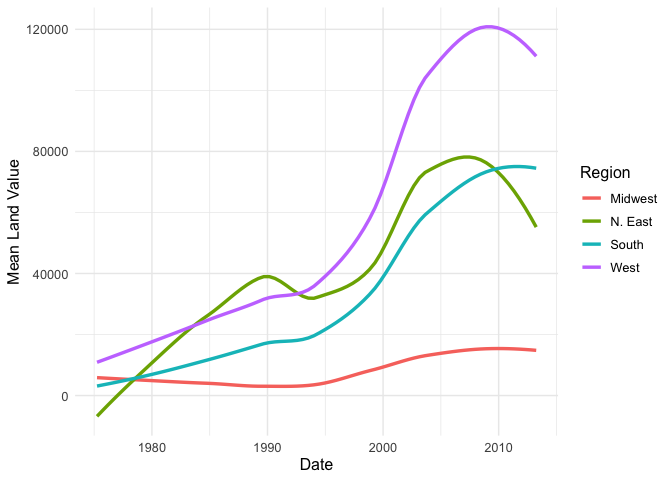 120000
80000
40000
0
Mean Land Value
1980
1990
2000
2010
Date
Region
Midwest
N. East
South
West